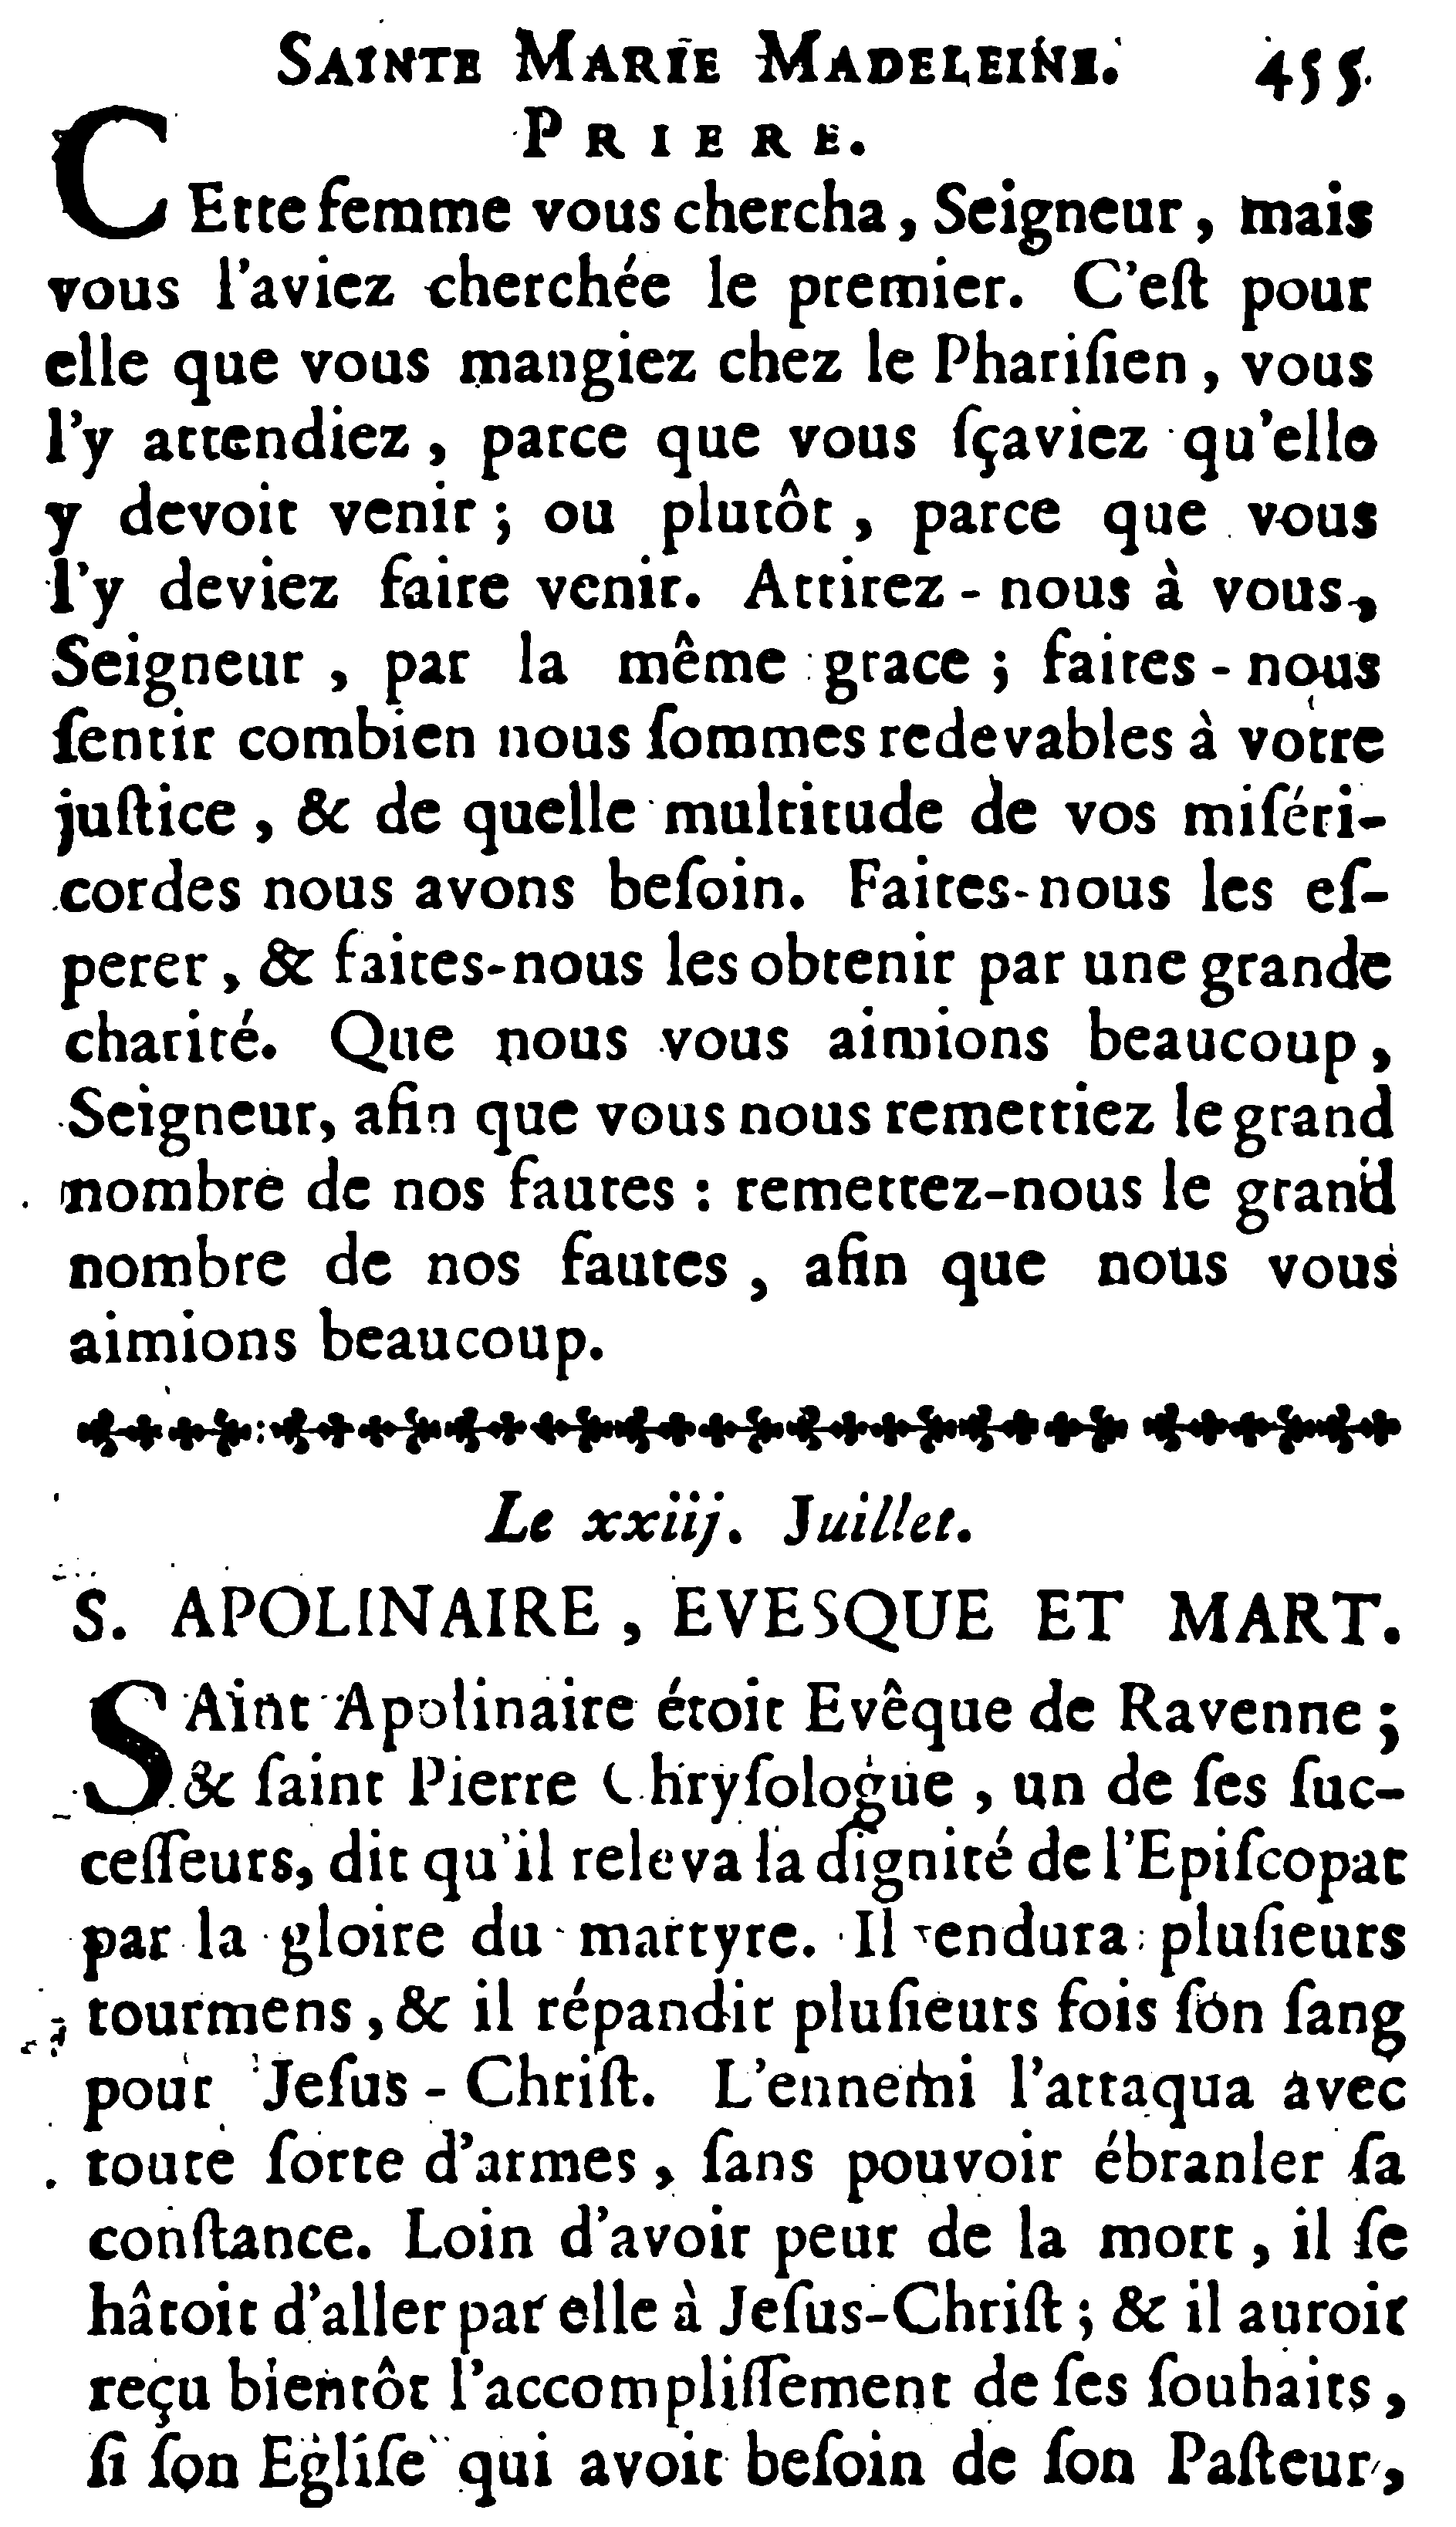 SAINTE MARIE MADELEINE. 455.
PRIERE.
CEtte femme vous chercha, Seigneur, mais
vous l'aviez cherchée le premier. C'eſt pour
elle que vous mangiez chez le Phariſien, vous
l'y attendiez, parce que vous ſçaviez qu'elle
y devoit venir; ou plutôt, parce que vous
l'y deviez faire venir. Attirez-nous à vous,
Seigneur, par la même grace; faites-nous
ſentir combien nous ſommes redevables à votre
juſtice, & de quelle multitude de vos miſéri-
cordes nous avons beſoin. Faites-nous les eſ-
perer, & faites-nous les obtenir par une grande
charité. Que nous vous aimions beaucoup,
Seigneur, afin que vous nous remettiez le grand
nombre de nos fautes : remettez-nous le grand
nombre de nos fautes, afin que nous vous
aimions beaucoup.
Le xxiij. Juillet.
S. APOLINAIRE, EVESQUE ET MART.
SAint Apolinaire étoit Evêque de Ravenne;
& ſaint Pierre Chryſologue, un de ſes ſuc-
ceſſeurs, dit qu'il releva la dignité de l'Epiſcopat
par la gloire du martyre. Il endura pluſieurs
tourmens, & il répandit pluſieurs fois ſon ſang
pour Jeſus-Chriſt. L'ennemi l'attaqua avec
toute ſorte d'armes, ſans pouvoir ébranler ſa
conſtance. Loin d'avoir peur de la mort, il ſe
hâtoit d'aller par elle à Jeſus-Chriſt; & il auroit
reçu bientôt l'accompliſſement de ſes ſouhaits,
ſi ſon Egliſe qui avoit beſoin de ſon Paſteur,